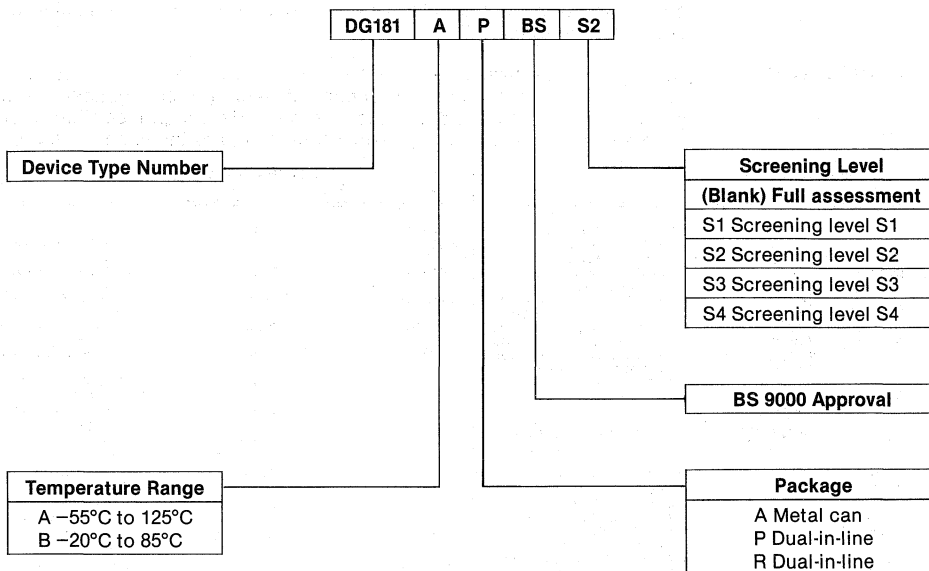 DG181 A P BS S2
Device Type Number
Screening Level
(Blank) Full assessment
S1 Screening level S1
S2 Screening level S2
S3 Screening level S3
S4 Screening level S4
BS 9000 Approval
Temperature Range
A −55°C to 125°C
B −20°C to 85°C
Package
A Metal can
P Dual-in-line
R Dual-in-line